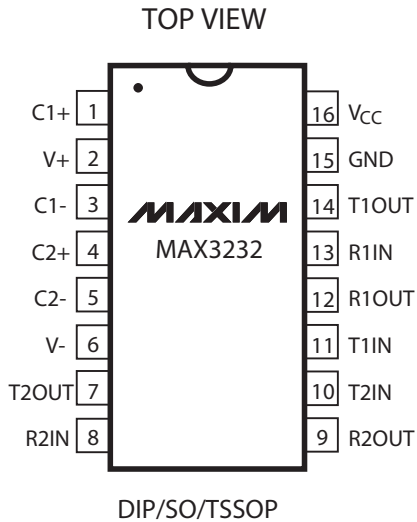 TOP VIEW
C1+ 1 16 VCC
V+ 2 15 GND
C1- 3 MAXIM 14 T1OUT
C2+ 4 MAX3232 13 R1IN
C2- 5 12 R1OUT
V- 6 11 T1IN
T2OUT 7 10 T2IN
R2IN 8 9 R2OUT
DIP/SO/TSSOP